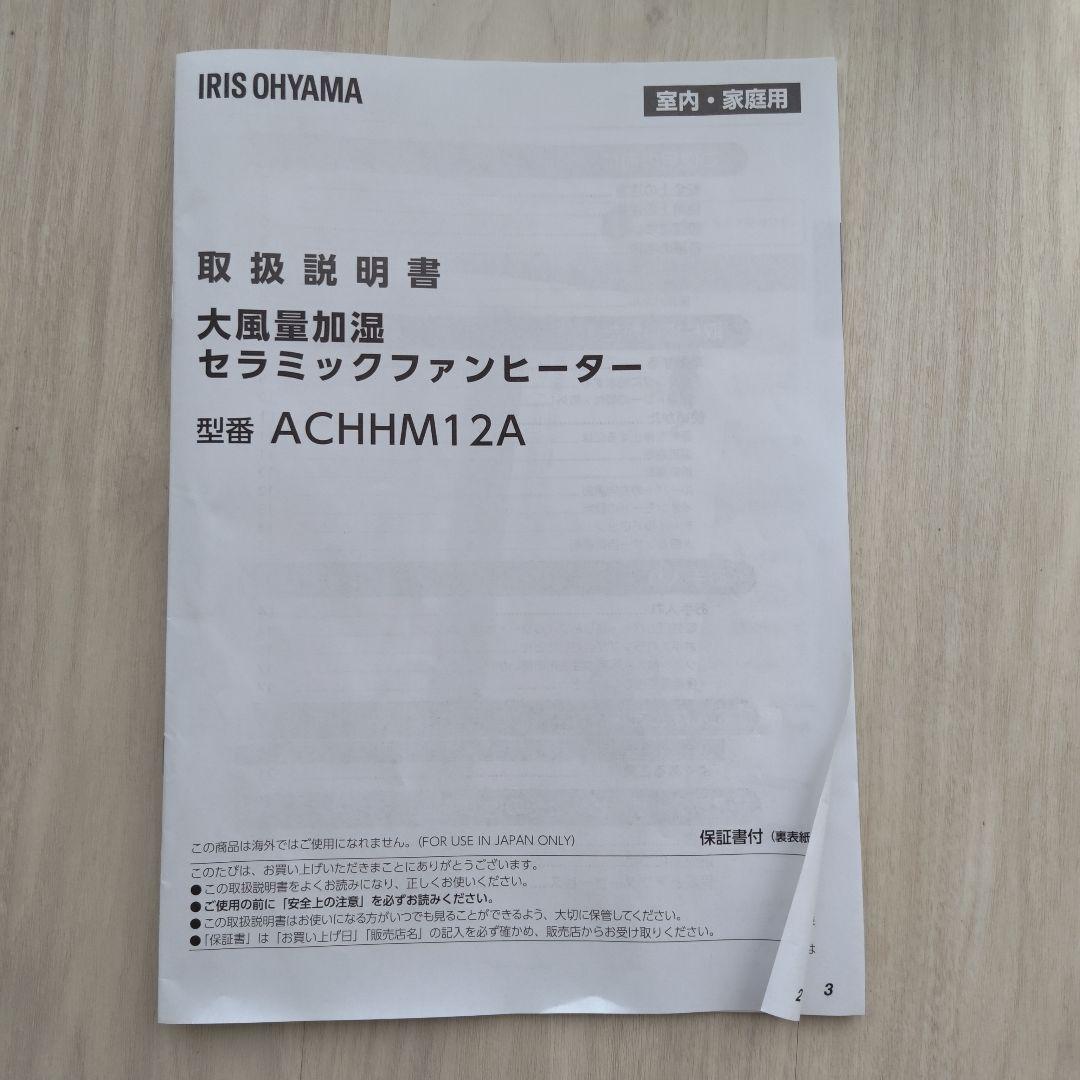 IRIS OHYAMA
室内・家庭用
取扱説明書
大風量加湿
セラミックファンヒーター
型番 ACHHM12A
この商品は海外ではご使用になれません。(FOR USE IN JAPAN ONLY)
保証書付（裏表紙
このたびは、お買い上げいただきまことにありがとうございます。
●この取扱説明書をよくお読みになり、正しくお使いください。
●ご使用の前に「安全上の注意」を必ずお読みください。
●この取扱説明書はお使いになる方がいつでも見ることができるよう、大切に保管してください。
●「保証書」は「お買い上げ日」「販売店名」の記入を必ず確かめ、販売店からお受け取りください。
は
2
3